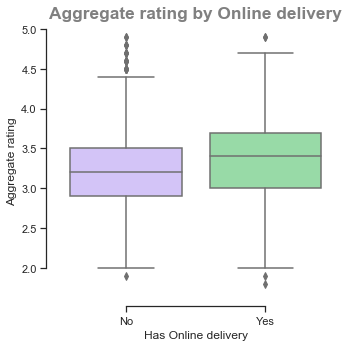 Aggregate rating by Online delivery
5.0
4.5
4.0
3.5
3.0
2.5
2.0
Aggregate rating
No
Yes
Has Online delivery